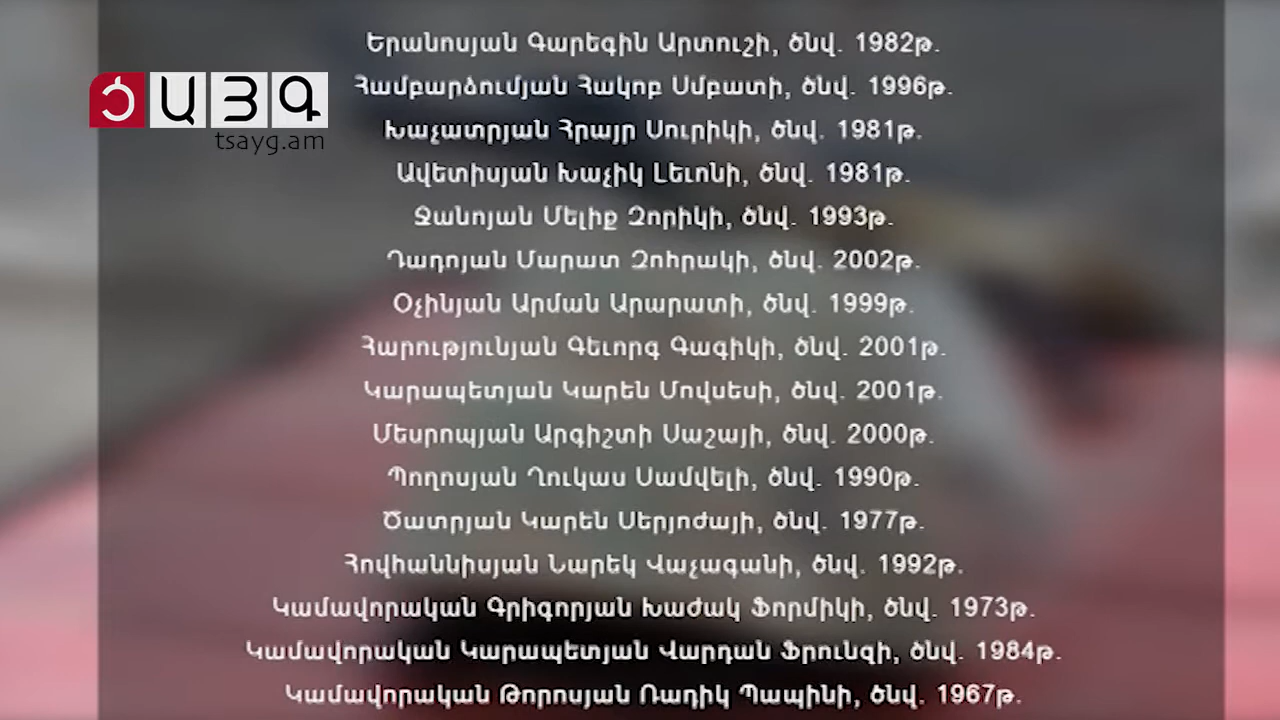 Երանոսյան Գարեգին Արտուշի, ծնվ. 1982թ.
Համբարձումյան Հակոբ Սմբատի, ծնվ. 1996թ.
ՑԱՅԳ
tsayg.am
Խաչատրյան Հրայր Սուրիկի, ծնվ. 1981թ.
Ավետիսյան Խաչիկ Լեւոնի, ծնվ. 1981թ.
Ջանոյան Մելիք Զորիկի, ծնվ. 1993թ.
Դադոյան Մարատ Զոհրակի, ծնվ. 2002թ.
Օչինյան Արման Արարատի, ծնվ. 1999թ.
Հարությունյան Գեւորգ Գագիկի, ծնվ. 2001թ.
Կարապետյան Կարեն Մովսեսի, ծնվ. 2001թ.
Մեսրոպյան Արգիշտի Սաշայի, ծնվ. 2000թ.
Պողոսյան Ղուկաս Սամվելի, ծնվ. 1990թ.
Ծատրյան Կարեն Սերյոժայի, ծնվ. 1977թ.
Հովհաննիսյան Նարեկ Վաչագանի, ծնվ. 1992թ.
Կամավորական Գրիգորյան Խաժակ Ֆորմիկի, ծնվ. 1973թ.
Կամավորական Կարապետյան Վարդան Ֆրունզի, ծնվ. 1984թ.
Կամավորական Թորոսյան Ռադիկ Պապինի, ծնվ. 1967թ.